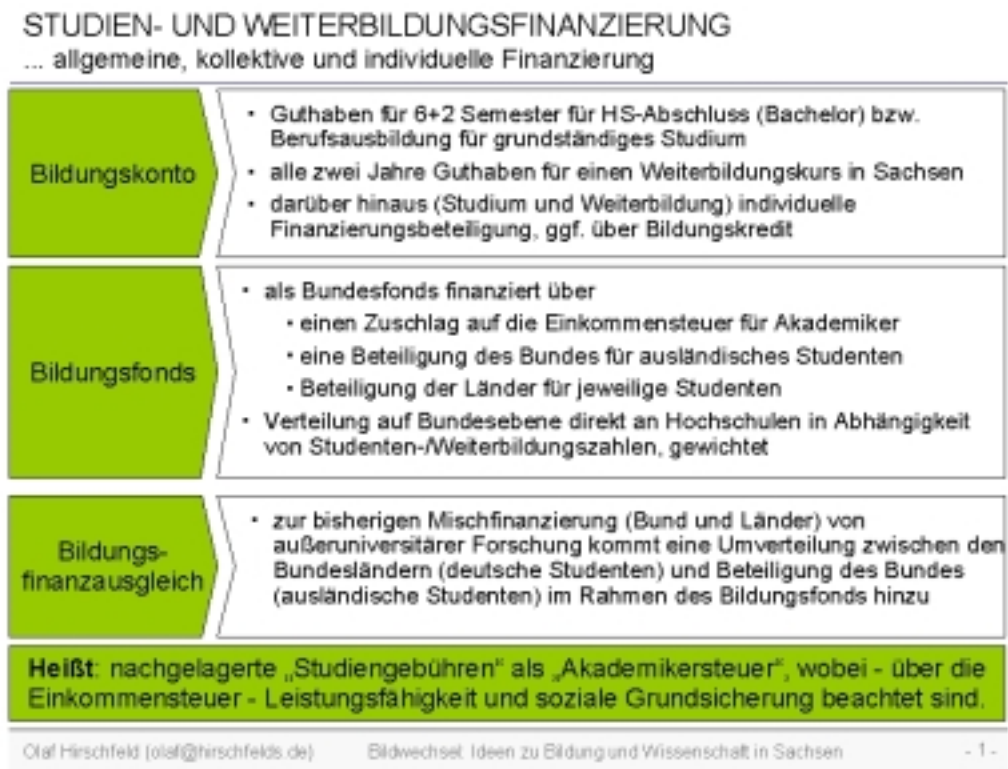 STUDIEN- UND WEITERBILDUNGSFINANZIERUNG
... allgemeine, kollektive und individuelle Finanzierung
Bildungskonto
• Guthaben für 6+2 Semester für HS-Abschluss (Bachelor) bzw.
Berufsausbildung für grundständiges Studium
• alle zwei Jahre Guthaben für einen Weiterbildungskurs in Sachsen
• darüber hinaus (Studium und Weiterbildung) individuelle
Finanzierungsbeteiligung, ggf. über Bildungskredit
Bildungsfonds
• als Bundesfonds finanziert über
• einen Zuschlag auf die Einkommensteuer für Akademiker
• eine Beteiligung des Bundes für ausländisches Studenten
• Beteiligung der Länder für jeweilige Studenten
• Verteilung auf Bundesebene direkt an Hochschulen in Abhängigkeit
von Studenten-/Weiterbildungszahlen, gewichtet
Bildungs-
finanzausgleich
• zur bisherigen Mischfinanzierung (Bund und Länder) von
außeruniversitärer Forschung kommt eine Umverteilung zwischen den
Bundesländern (deutsche Studenten) und Beteiligung des Bundes
(ausländische Studenten) im Rahmen des Bildungsfonds hinzu
Heißt: nachgelagerte „Studiengebühren“ als „Akademikersteuer“, wobei - über die
Einkommensteuer - Leistungsfähigkeit und soziale Grundsicherung beachtet sind.
Olaf Hirschfeld (olaf@hirschfelds.de) Bildwechsel: Ideen zu Bildung und Wissenschaft in Sachsen - 1 -